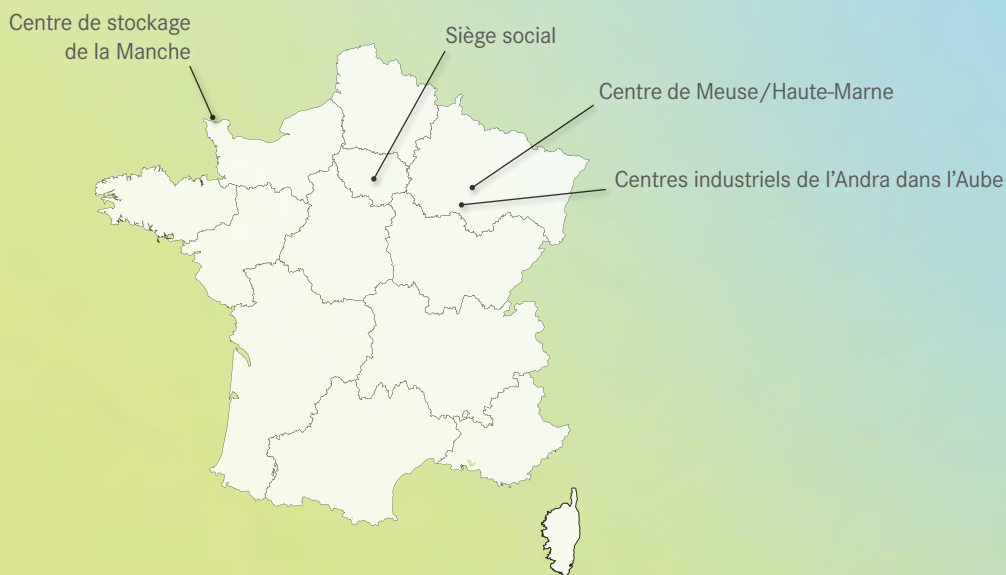 Centre de stockage
de la Manche
Siège social
Centre de Meuse/Haute-Marne
Centres industriels de l'Andra dans l'Aube